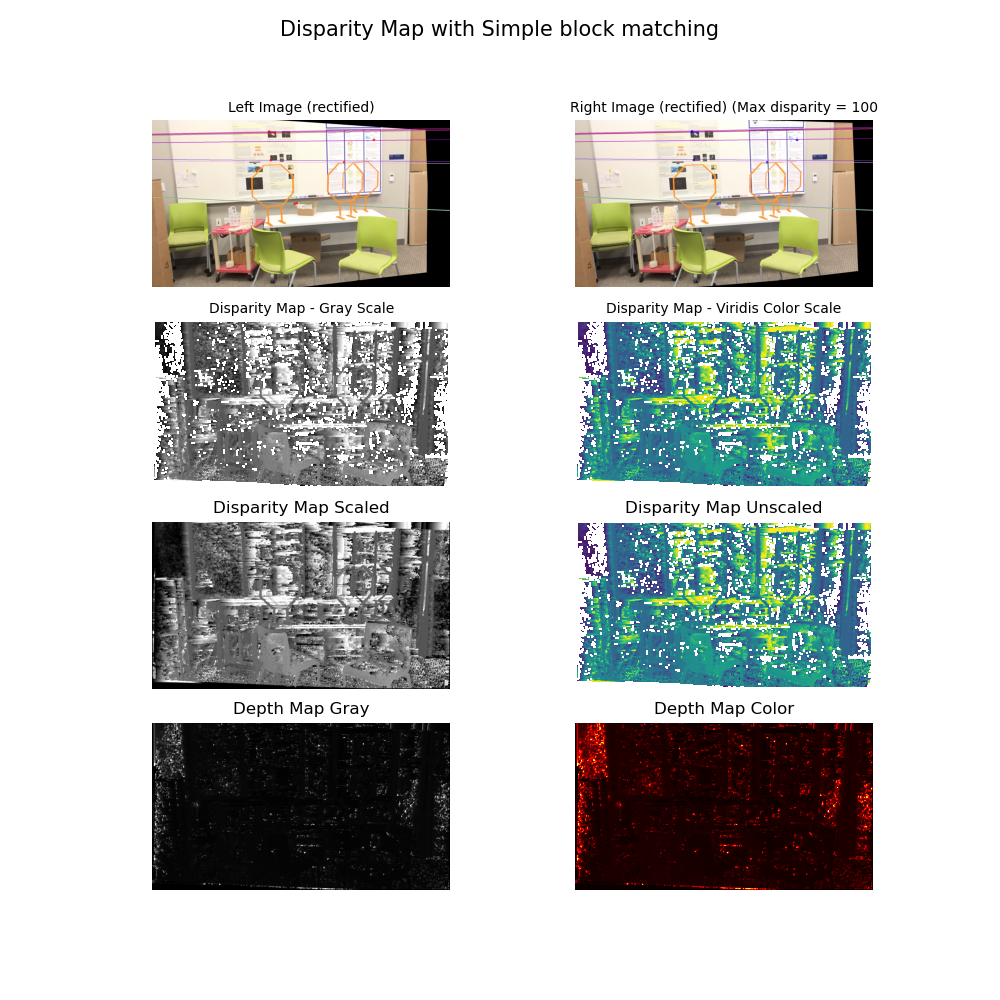 Disparity Map with Simple block matching
Left Image (rectified)
Right Image (rectified) (Max disparity = 100
Disparity Map - Gray Scale
Disparity Map - Viridis Color Scale
Disparity Map Scaled
Disparity Map Unscaled
Depth Map Gray
Depth Map Color